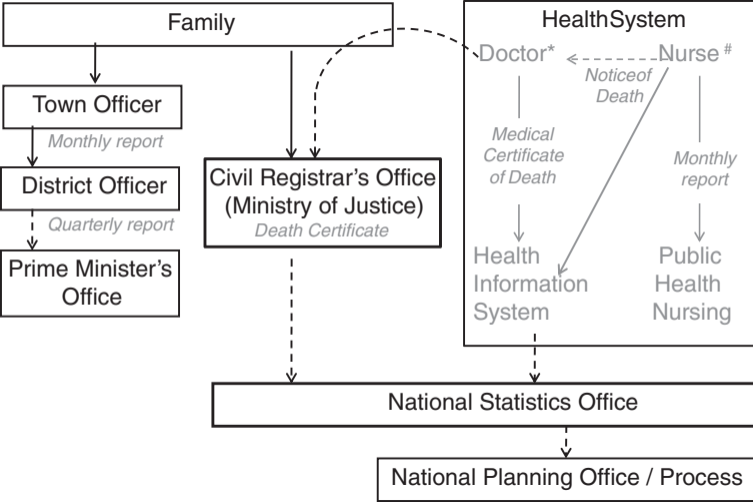 Family
Town Officer
Monthly report
District Officer
Quarterly report
Prime Minister's
Office
Civil Registrar's Office
(Ministry of Justice)
Death Certificate
HealthSystem
Doctor*
Nurse #
Noticeof
Death
Medical
Certificate
of Death
Monthly
report
Health
Information
System
Public
Health
Nursing
National Statistics Office
National Planning Office / Process